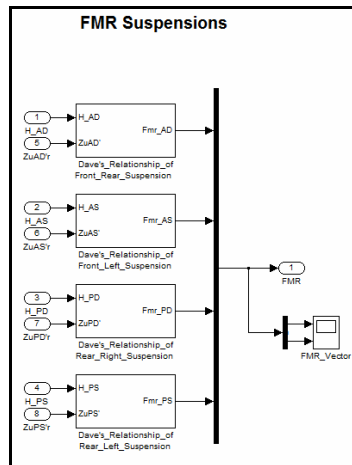 FMR Suspensions
1
H_AD
H_AD
Fmr_AD
5
ZuAD'
ZuAD'r
Dave's_Relationship_of
Front_Rear_Suspension
2
H_AS
H_AS
Fmr_AS
6
ZuAS'
ZuAS'r
Dave's_Relationship_of
Front_Left_Suspension
1
FMR
3
H_PD
H_PD
Fmr_PD
7
ZuPD'
ZuPD'r
Dave's_Relationship_of
Rear_Right_Suspension
FMR_Vector
4
H_PS
H_PS
Fmr_PS
8
ZuPS'
ZuPS'r
Dave's_Relationship_of
Rear_Left_Suspension